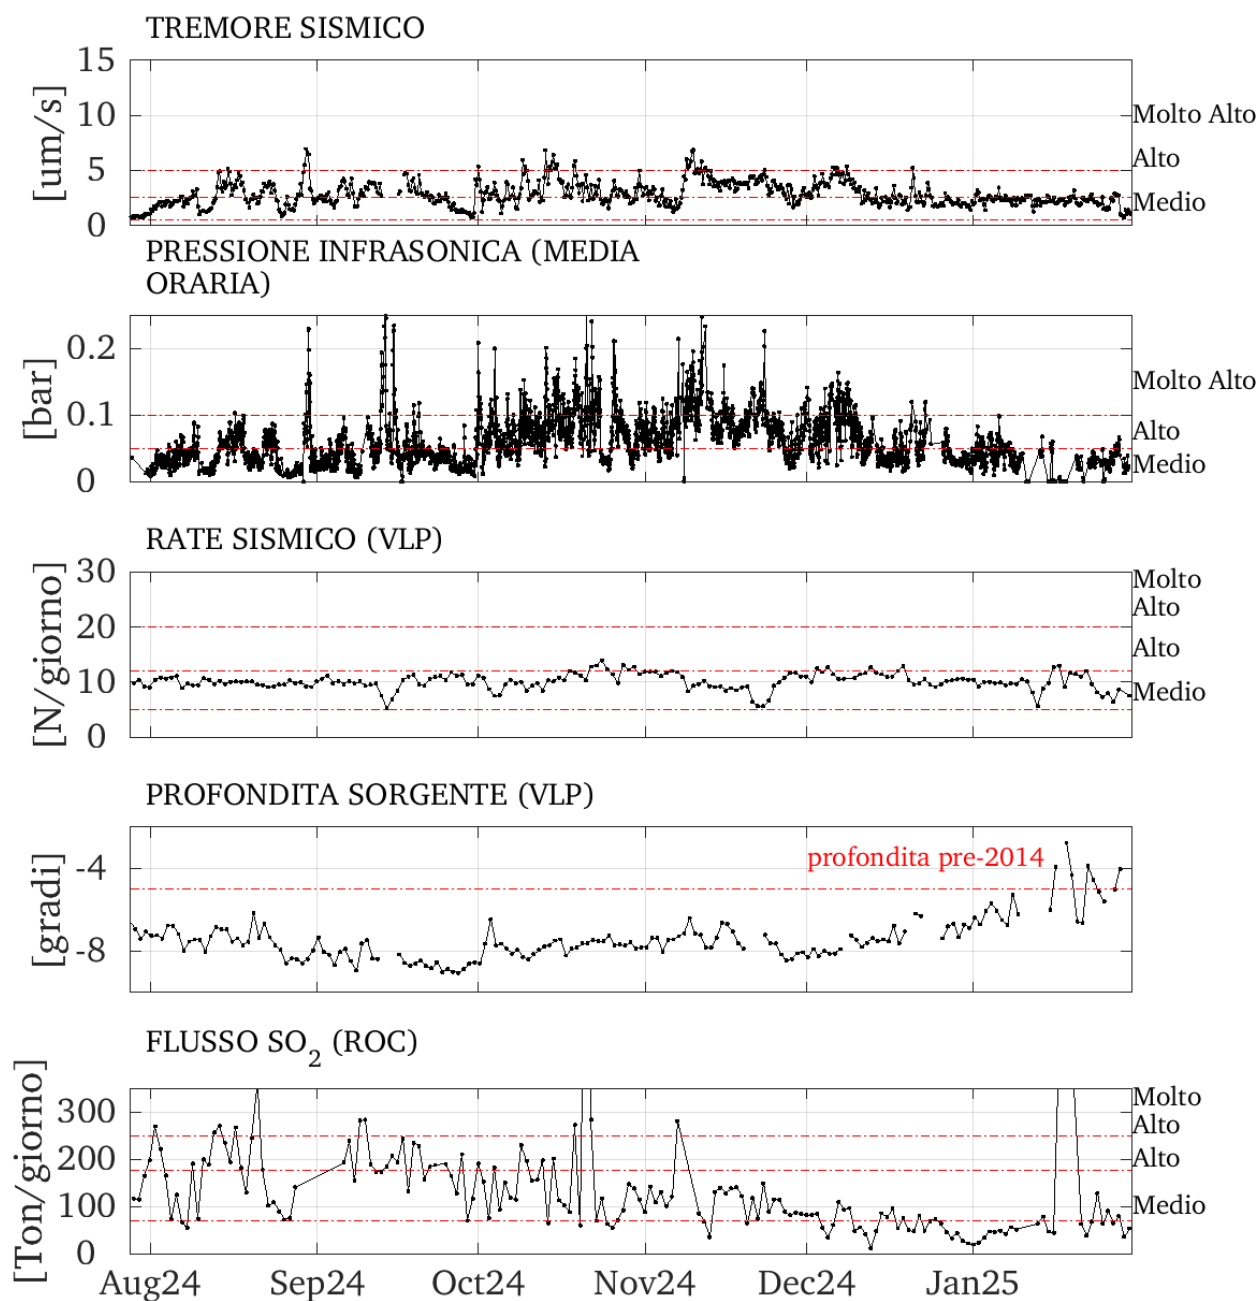 TREMORE SISMICO
[um/s]
15
10
5
0
Molto Alto
Alto
Medio
PRESSIONE INFRASONICA (MEDIA
ORARIA)
[bar]
0.2
0.1
0
Molto Alto
Alto
Medio
RATE SISMICO (VLP)
[N/giorno]
30
20
10
0
Molto
Alto
Alto
Medio
PROFONDITA SORGENTE (VLP)
[gradi]
-4
-8
profondita pre-2014
FLUSSO SO2 (ROC)
[Ton/giorno]
300
200
100
0
Molto
Alto
Alto
Medio
Aug24 Sep24 Oct24 Nov24 Dec24 Jan25